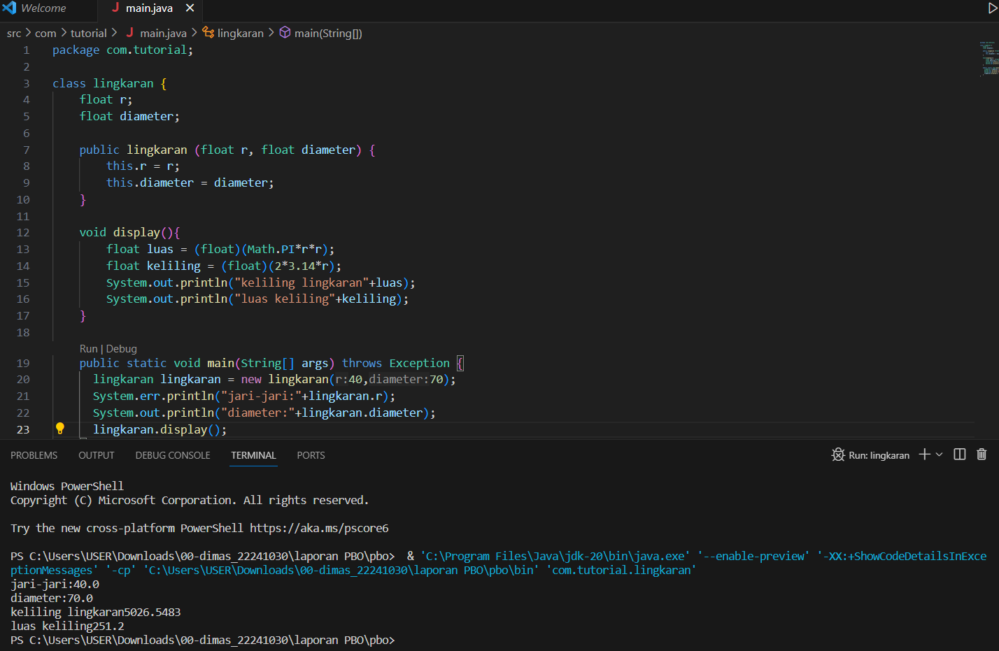 Welcome
main.java
src > com > tutorial > main.java > lingkaran > main(String[])
1 package com.tutorial;
2
3 class lingkaran {
4 float r;
5 float diameter;
6
7 public lingkaran (float r, float diameter) {
8 this.r = r;
9 this.diameter = diameter;
10 }
11
12 void display(){
13 float luas = (float)(Math.PI*r*r);
14 float keliling = (float)(2*3.14*r);
15 System.out.println("keliling lingkaran"+luas);
16 System.out.println("luas keliling"+keliling);
17 }
18
Run | Debug
19 public static void main(String[] args) throws Exception {
20 lingkaran lingkaran = new lingkaran(r:40,diameter:70);
21 System.err.println("jari-jari:"+lingkaran.r);
22 System.out.println("diameter:"+lingkaran.diameter);
23 lingkaran.display();
PROBLEMS OUTPUT DEBUG CONSOLE TERMINAL PORTS Run: lingkaran
Windows PowerShell
Copyright (C) Microsoft Corporation. All rights reserved.
Try the new cross-platform PowerShell https://aka.ms/pscore6
PS C:\Users\USER\Downloads\00-dimas_22241030\laporan PBO\pbo> & 'C:\Program Files\Java\jdk-20\bin\java.exe' '--enable-preview' '-XX:+ShowCodeDetailsInExce
ptionMessages' '-cp' 'C:\Users\USER\Downloads\00-dimas_22241030\laporan PBO\pbo\bin' 'com.tutorial.lingkaran'
jari-jari:40.0
diameter:70.0
keliling lingkaran5026.5483
luas keliling251.2
PS C:\Users\USER\Downloads\00-dimas_22241030\laporan PBO\pbo>